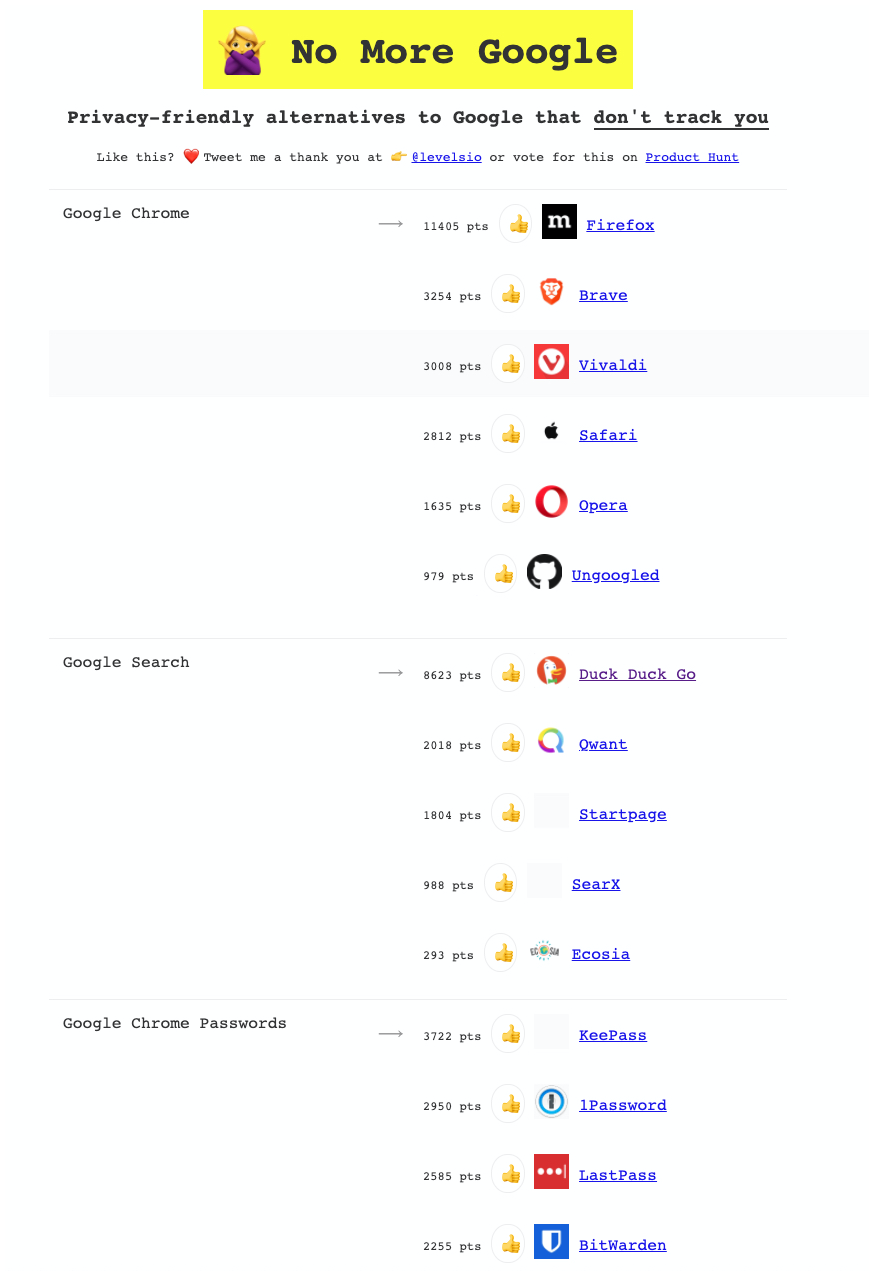 No More Google
Privacy-friendly alternatives to Google that don't track you
Like this? ❤️ Tweet me a thank you at 👉 @levelsio or vote for this on Product Hunt
Google Chrome → 11405 pts 👍 m Firefox
3254 pts 👍 Brave
3008 pts 👍 Vivaldi
2812 pts 👍 Safari
1635 pts 👍 Opera
979 pts 👍 Ungoogled
Google Search → 8623 pts 👍 Duck Duck Go
2018 pts 👍 Qwant
1804 pts 👍 Startpage
988 pts 👍 SearX
293 pts 👍 ECOSIA Ecosia
Google Chrome Passwords → 3722 pts 👍 KeePass
2950 pts 👍 1Password
2585 pts 👍 LastPass
2255 pts 👍 BitWarden